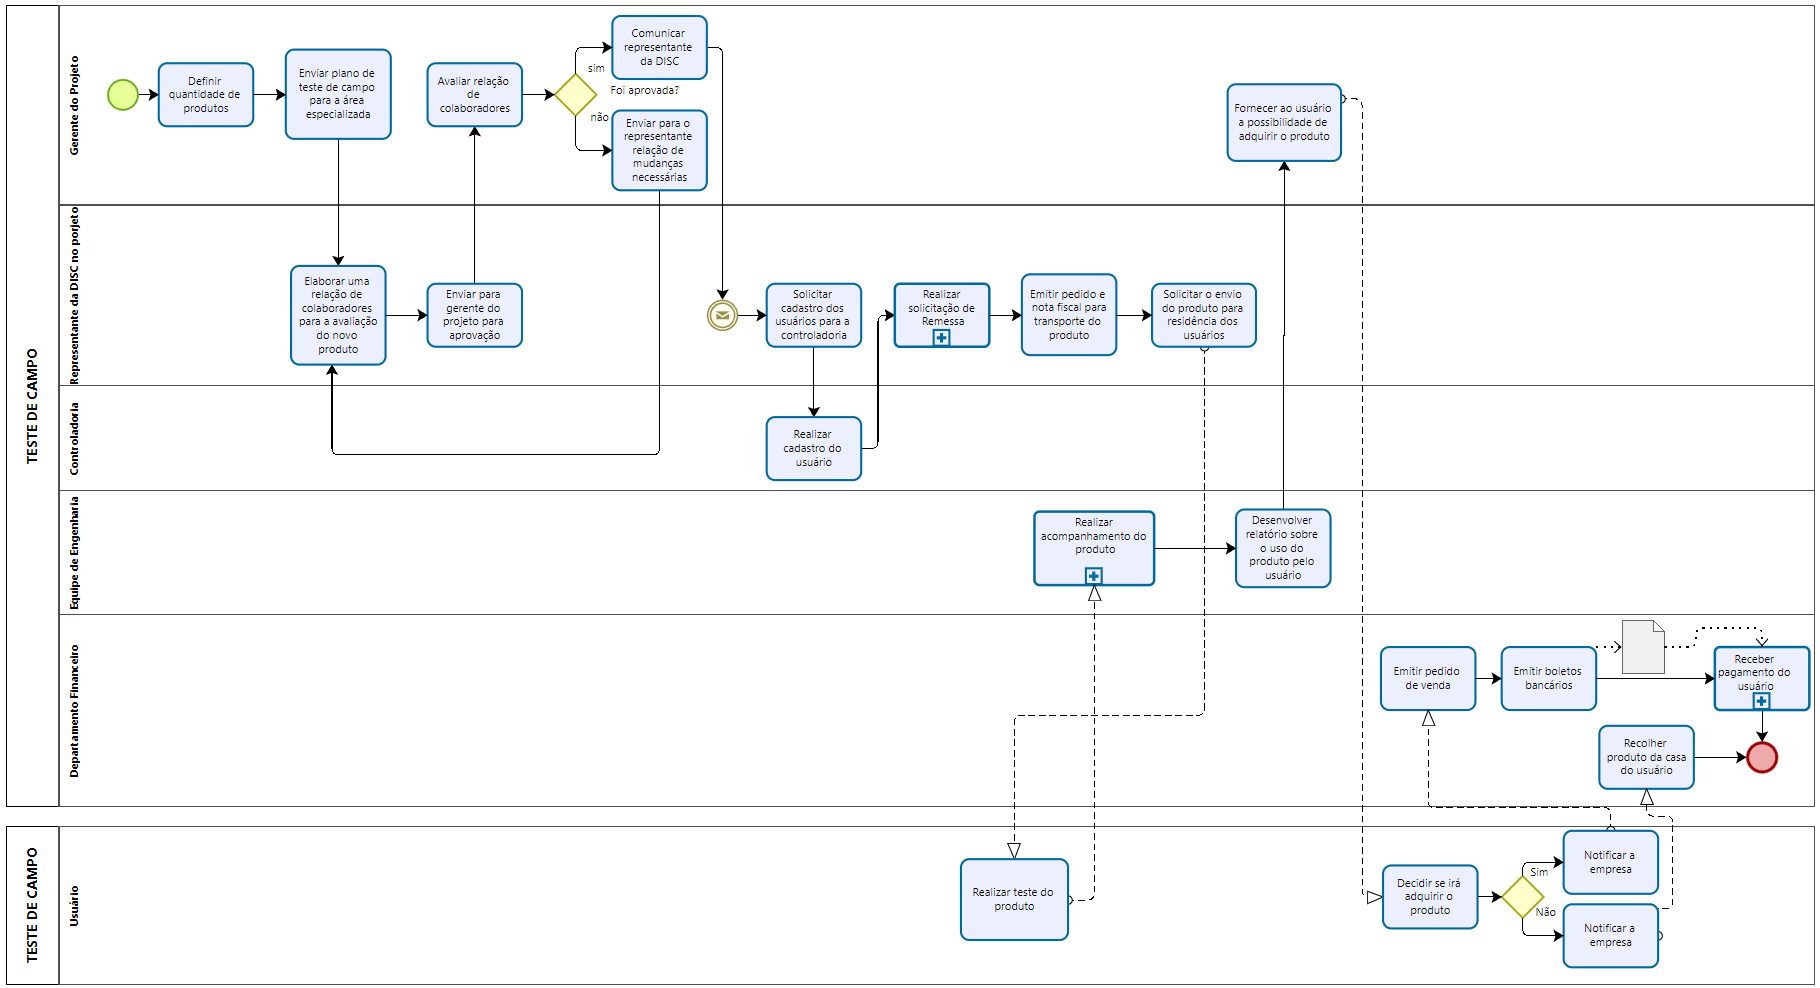 TESTE DE CAMPO
Gerente do Projeto
Definir
quantidade de
produtos
Enviar plano de
teste de campo
para a área
especializada
Avaliar relação
de
colaboradores
sim
Foi aprovada?
não
Comunicar
representante
da DISC
Enviar para o
representante
relação de
mudanças
necessárias
Fornecer ao usuário
a possibilidade de
adquirir o produto
Representante da DISC no porjeto
Elaborar uma
relação de
colaboradores
para a avaliação
do novo
produto
Enviar para
gerente do
projeto para
aprovação
Solicitar
cadastro dos
usuários para a
controladoria
Realizar
solicitação de
Remessa
Emitir pedido e
nota fiscal para
transporte do
produto
Solicitar o envio
do produto para
residência dos
usuários
Controladoria
Realizar
cadastro do
usuário
Equipe de Engenharia
Realizar
acompanhamento do
produto
Desenvolver
relatório sobre
o uso do
produto pelo
usuário
Departamento Financeiro
Emitir pedido
de venda
Emitir boletos
bancários
Receber
pagamento do
usuário
Recolher
produto da casa
do usuário
TESTE DE CAMPO
Usuário
Realizar teste do
produto
Decidir se irá
adquirir o
produto
Sim
Não
Notificar a
empresa
Notificar a
empresa